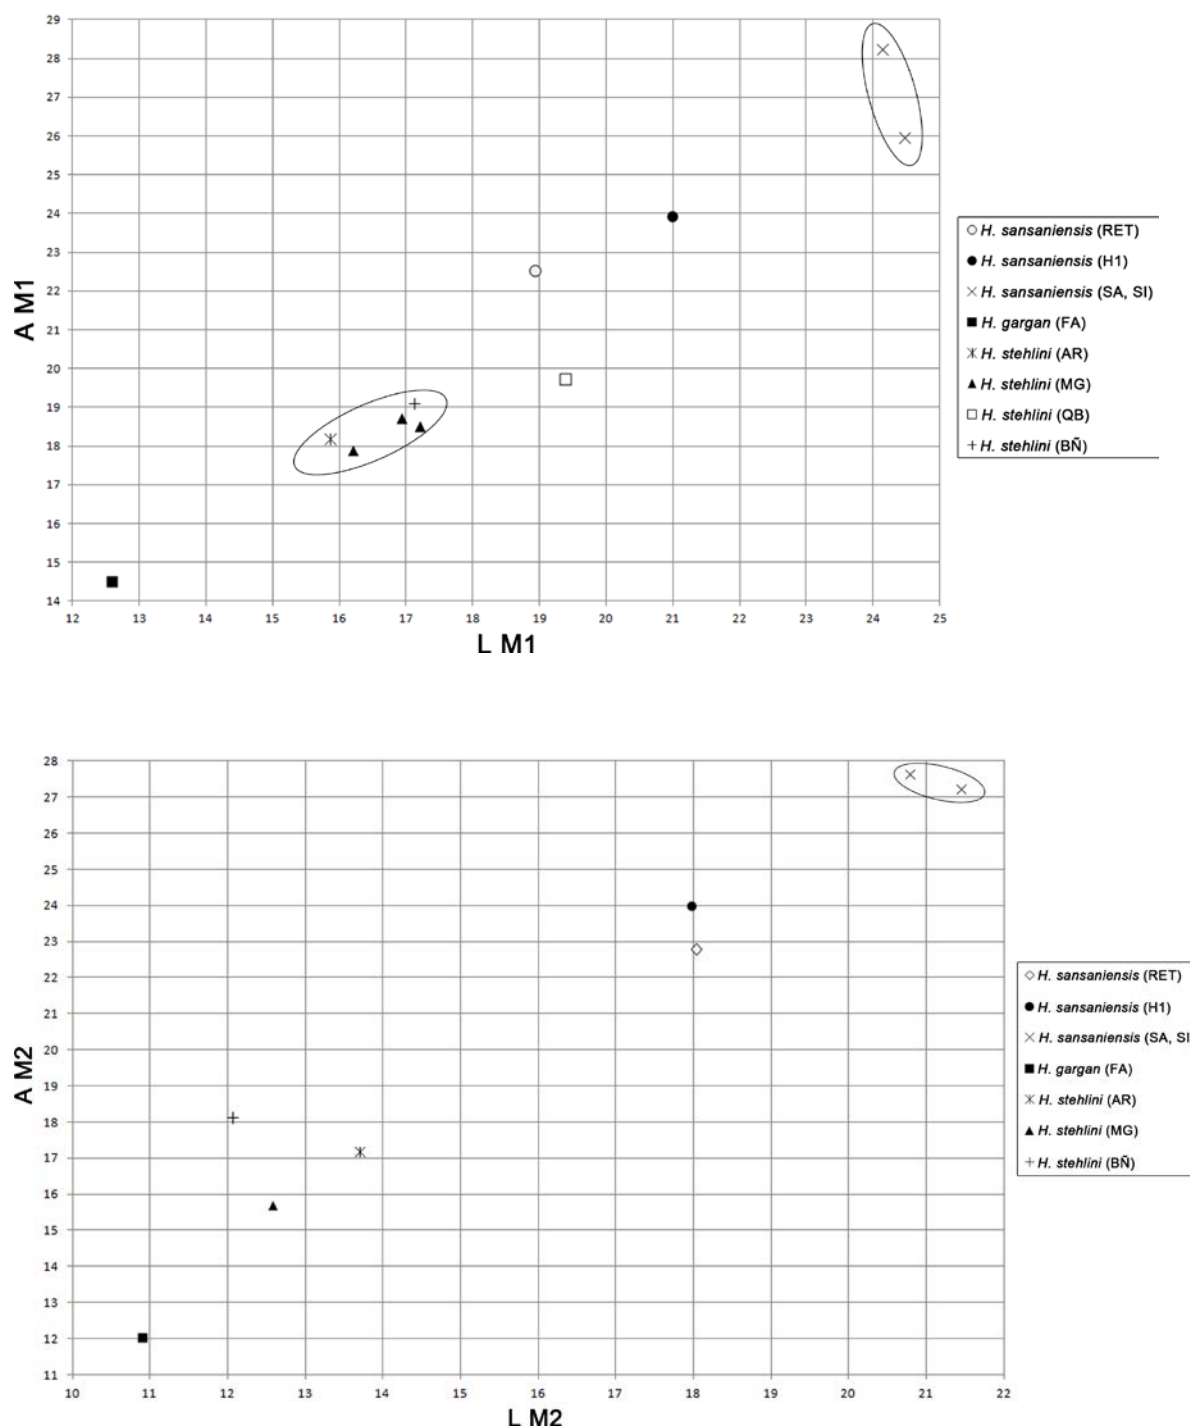 29
28
27
26
25
24
23
22
21
20
19
18
17
16
15
14
A M1
12 13 14 15 16 17 18 19 20 21 22 23 24 25
L M1
H. sansaniensis (RET)
H. sansaniensis (H1)
H. sansaniensis (SA, SI)
H. gargan (FA)
H. stehlini (AR)
H. stehlini (MG)
H. stehlini (QB)
H. stehlini (BÑ)
28
27
26
25
24
23
22
21
20
19
18
17
16
15
14
13
12
11
A M2
10 11 12 13 14 15 16 17 18 19 20 21 22
L M2
H. sansaniensis (RET)
H. sansaniensis (H1)
H. sansaniensis (SA, SI
H. gargan (FA)
H. stehlini (AR)
H. stehlini (MG)
H. stehlini (BÑ)